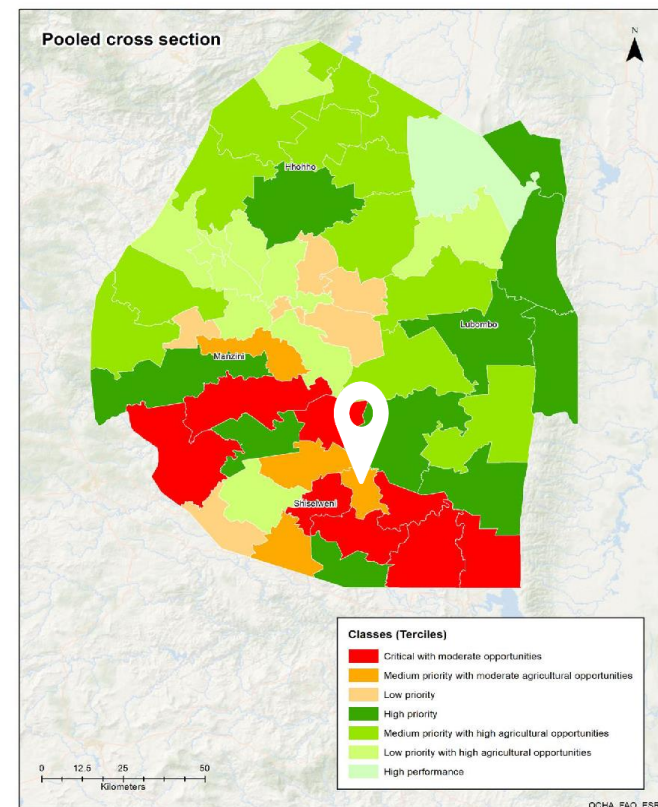 Pooled cross section
N
Hhohho
Lubombo
Manzini
Shiselweni
Classes (Terciles)
Critical with moderate opportunities
Medium priority with moderate agricultural opportunities
Low priority
High priority
Medium priority with high agricultural opportunities
Low priority with high agricultural opportunities
High performance
0 12.5 25 50
Kilometers
OCHA, FAO, ESRI